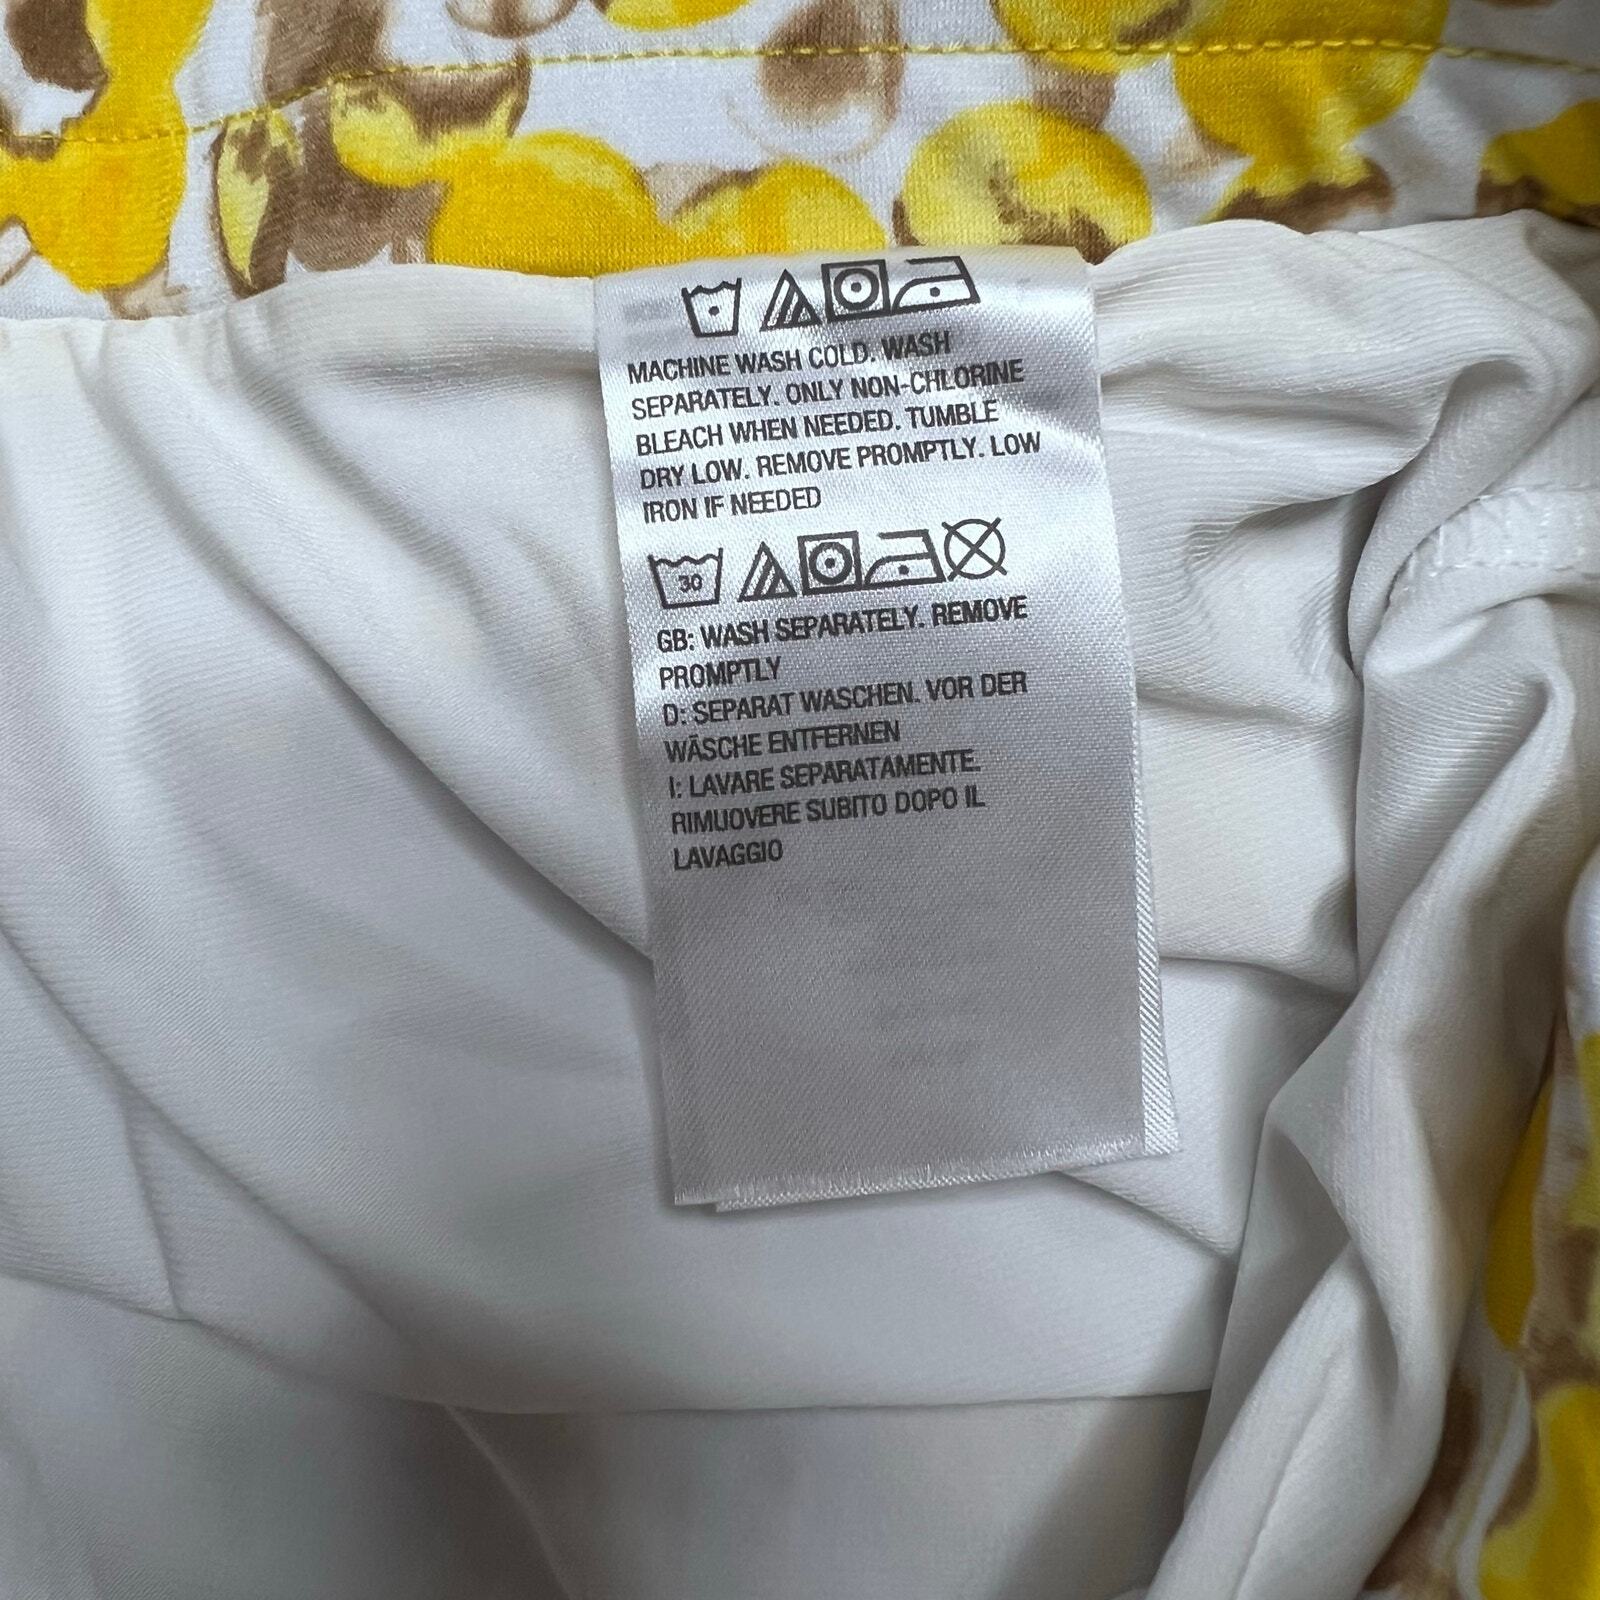 MACHINE WASH COLD. WASH
SEPARATELY. ONLY NON-CHLORINE
BLEACH WHEN NEEDED. TUMBLE
DRY LOW. REMOVE PROMPTLY. LOW
IRON IF NEEDED
30
GB: WASH SEPARATELY. REMOVE
PROMPTLY
D: SEPARAT WASCHEN. VOR DER
WÄSCHE ENTFERNEN
I: LAVARE SEPARATAMENTE.
RIMUOVERE SUBITO DOPO IL
LAVAGGIO